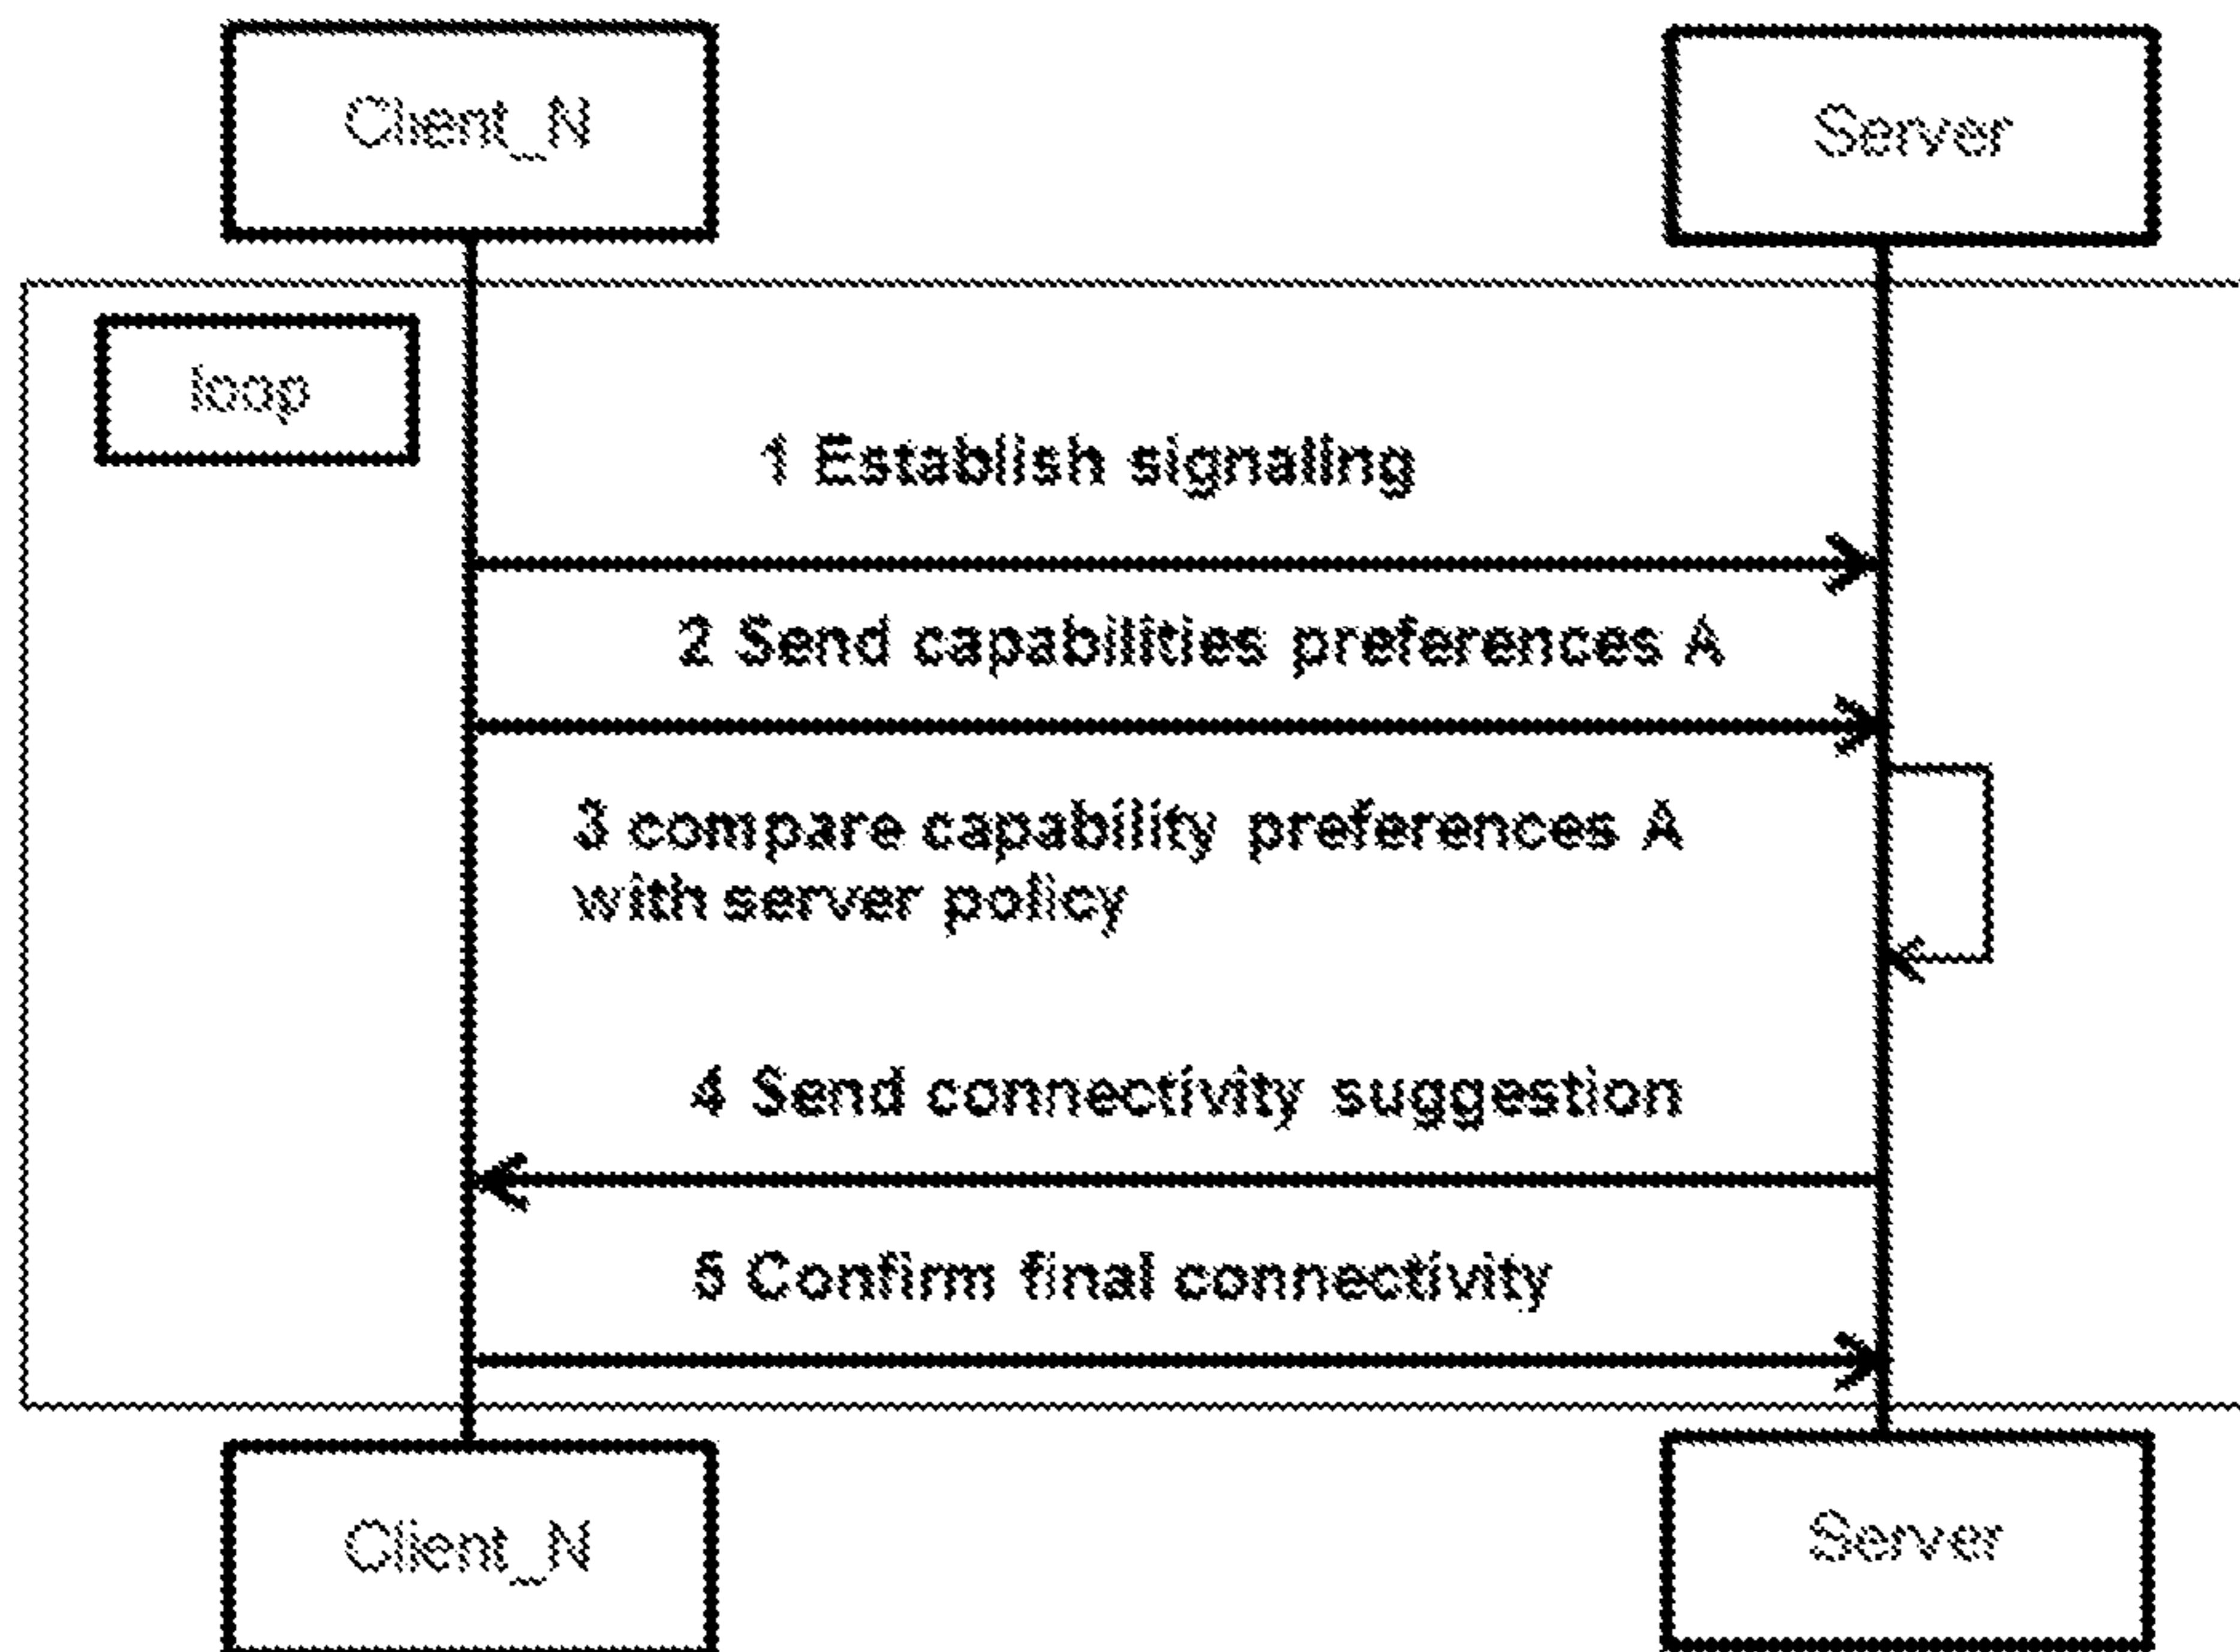 Client_N
Server
loop
1 Establish signaling
2 Send capabilities preferences A
3 compare capability preferences A
with server policy
4 Send connectivity suggestion
5 Confirm final connectivity
Client_N
Server